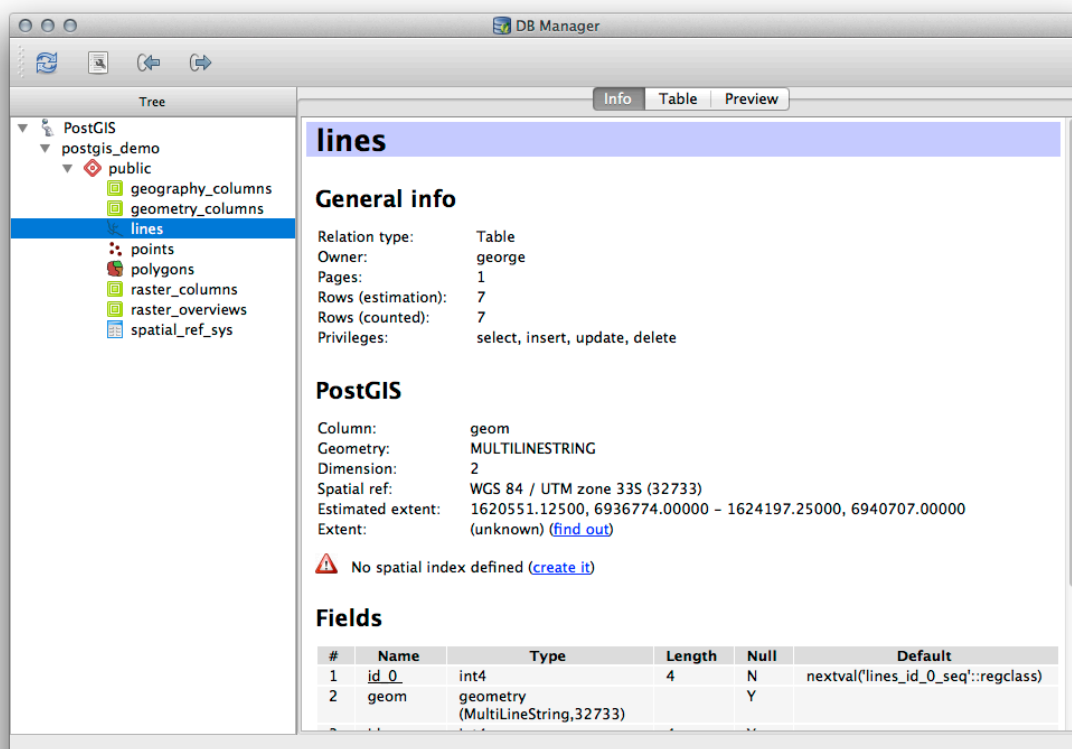 DB Manager
Tree
Info Table Preview
PostGIS
postgis_demo
public
geography_columns
geometry_columns
lines
points
polygons
raster_columns
raster_overviews
spatial_ref_sys
lines
General info
Relation type: Table
Owner: george
Pages: 1
Rows (estimation): 7
Rows (counted): 7
Privileges: select, insert, update, delete
PostGIS
Column: geom
Geometry: MULTILINESTRING
Dimension: 2
Spatial ref: WGS 84 / UTM zone 33S (32733)
Estimated extent: 1620551.12500, 6936774.00000 - 1624197.25000, 6940707.00000
Extent: (unknown) (find out)
No spatial index defined (create it)
Fields
# Name Type Length Null Default
1 id_0 int4 4 N nextval('lines_id_0_seq'::regclass)
2 geom geometry (MultiLineString,32733) Y